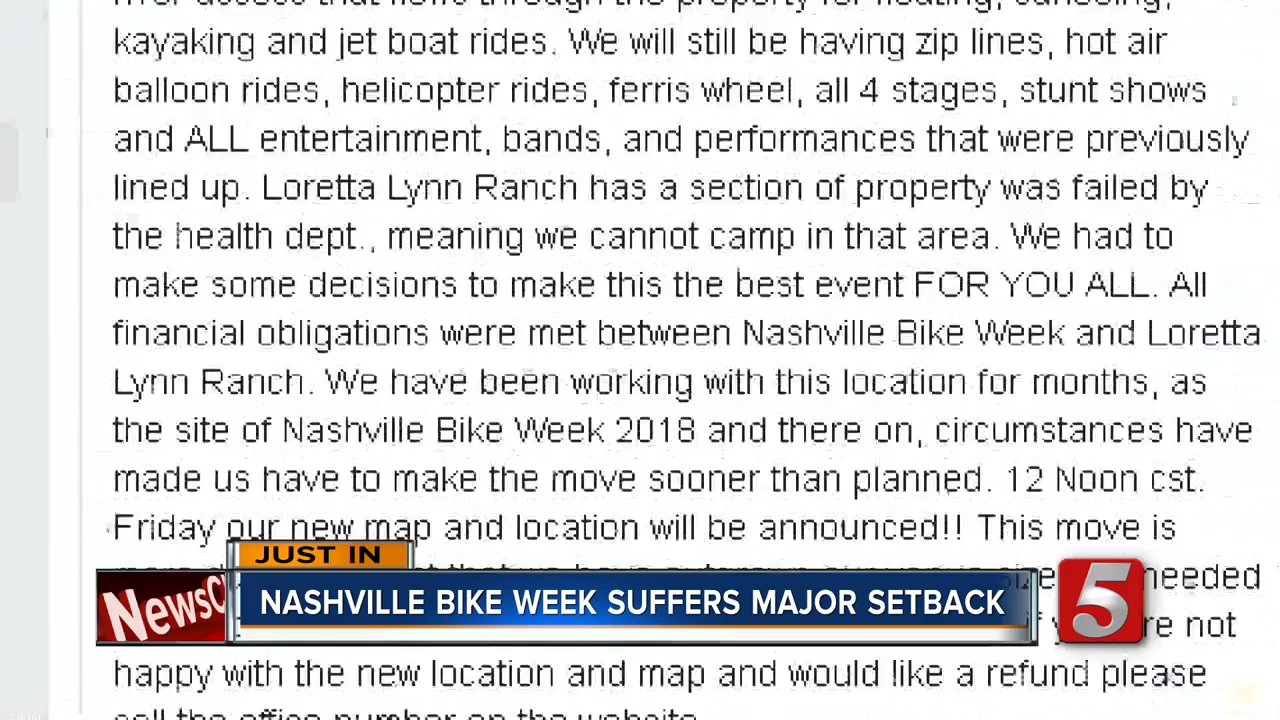 kayaking and jet boat rides. We will still be having zip lines, hot air
balloon rides, helicopter rides, ferris wheel, all 4 stages, stunt shows
and ALL entertainment, bands, and performances that were previously
lined up. Loretta Lynn Ranch has a section of property was failed by
the health dept., meaning we cannot camp in that area. We had to
make some decisions to make this the best event FOR YOU ALL. All
financial obligations were met between Nashville Bike Week and Loretta
Lynn Ranch. We have been working with this location for months, as
the site of Nashville Bike Week 2018 and there on, circumstances have
made us have to make the move sooner than planned. 12 Noon cst.
Friday our new map and location will be announced!! This move is
JUST IN
needed
NASHVILLE BIKE WEEK SUFFERS MAJOR SETBACK
5
not
happy with the new location and map and would like a refund please
the office number on the website